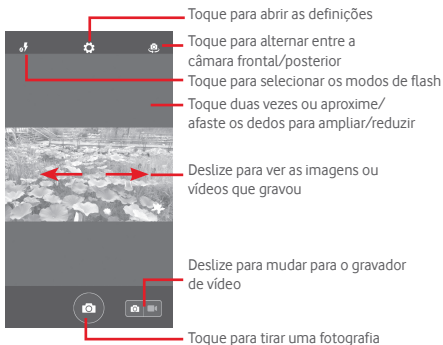 Toque para abrir as definições
Toque para alternar entre a
câmara frontal/posterior
Toque para selecionar os modos de flash
Toque duas vezes ou aproxime/
afaste os dedos para ampliar/reduzir
Deslize para ver as imagens ou
vídeos que gravou
Deslize para mudar para o gravador
de vídeo
Toque para tirar uma fotografia